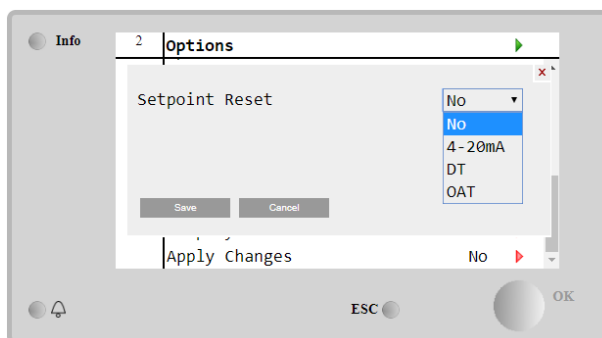 Info
2 Options
x
Setpoint Reset No
No
4-20mA
DT
OAT
Save Cancel
Apply Changes No
ESC
OK